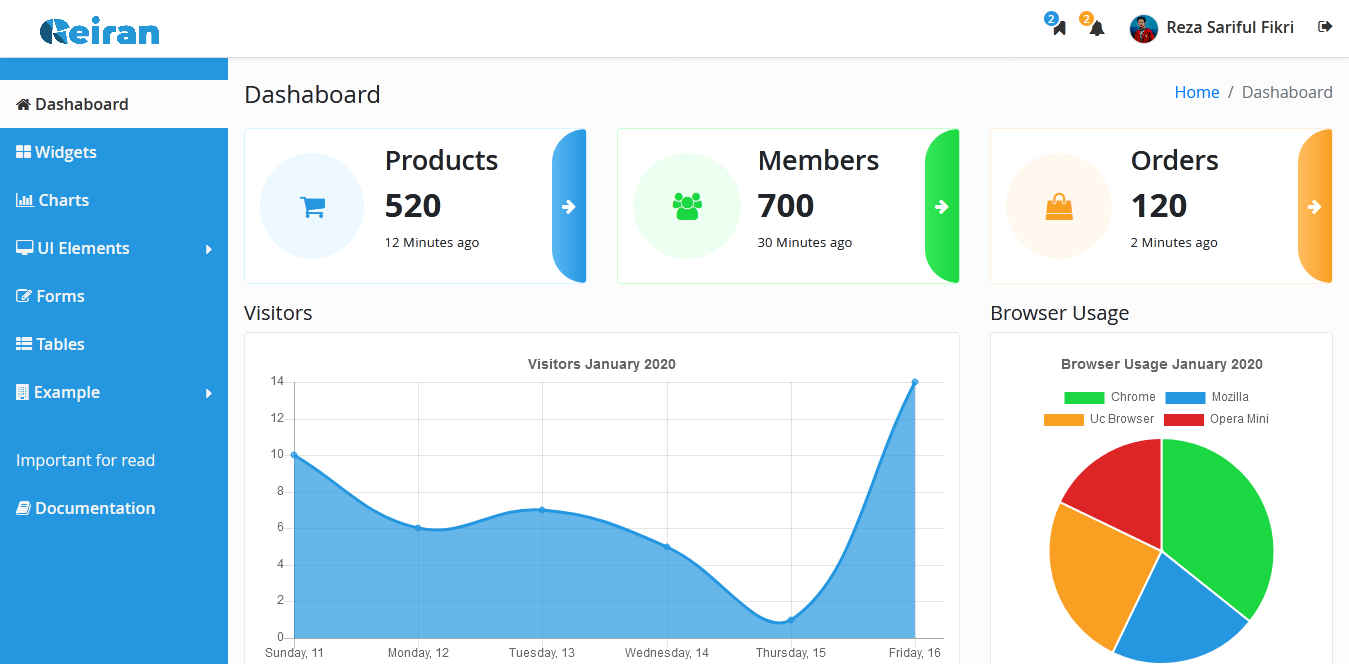 Keiran
2
2
Reza Sariful Fikri
Dashaboard
Widgets
Charts
UI Elements
Forms
Tables
Example
Important for read
Documentation
Dashaboard
Home / Dashaboard
Products
520
12 Minutes ago
Members
700
30 Minutes ago
Orders
120
2 Minutes ago
Visitors
Visitors January 2020
14
12
10
8
6
4
2
0
Sunday, 11
Monday, 12
Tuesday, 13
Wednesday, 14
Thursday, 15
Friday, 16
Browser Usage
Browser Usage January 2020
Chrome
Mozilla
Uc Browser
Opera Mini